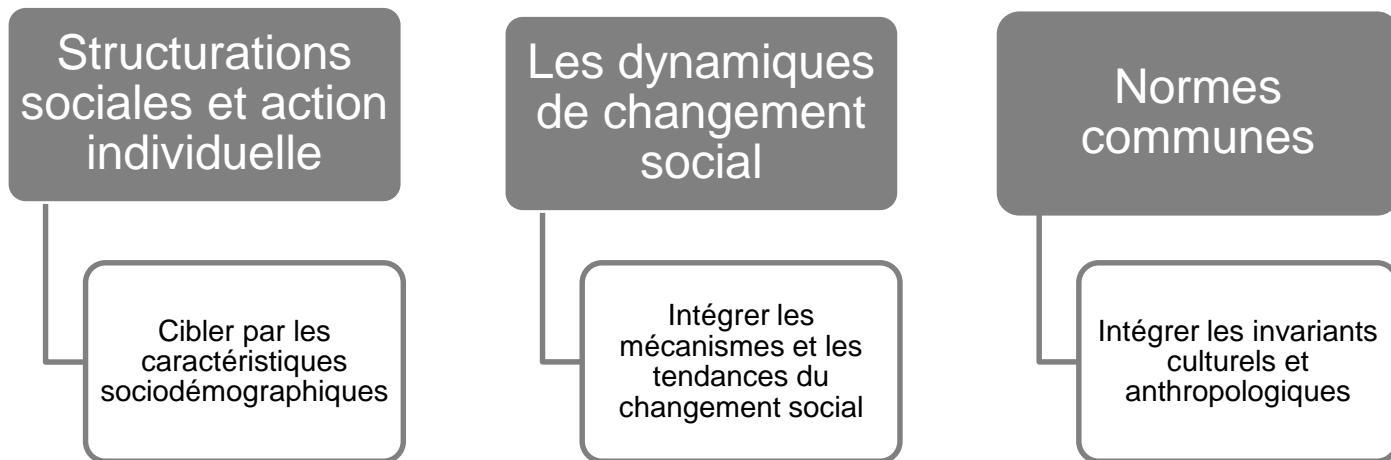 Structurations
sociales et action
individuelle
Cibler par les
caractéristiques
sociodémographiques
Les dynamiques
de changement
social
Intégrer les
mécanismes et les
tendances du
changement social
Normes
communes
Intégrer les invariants
culturels et
anthropologiques